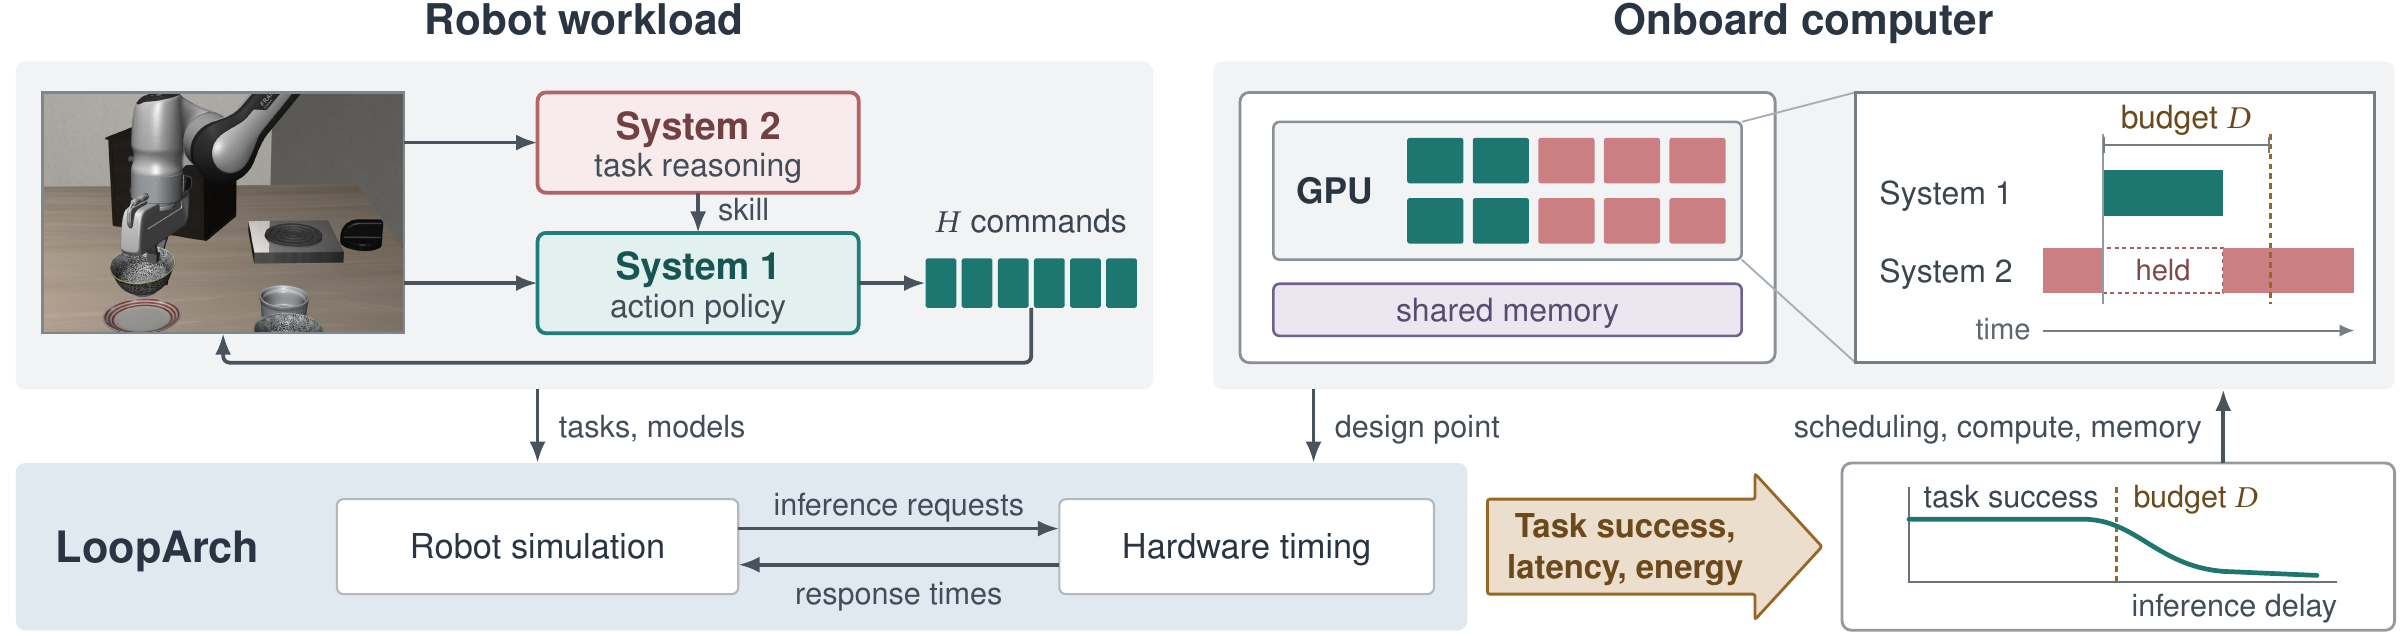 Robot workload
Onboard computer
System 2
task reasoning
skill
System 1
action policy
H commands
GPU
shared memory
budget D
System 1
System 2
held
time
tasks, models
design point
scheduling, compute, memory
LoopArch
Robot simulation
inference requests
response times
Hardware timing
Task success,
latency, energy
task success
budget D
inference delay